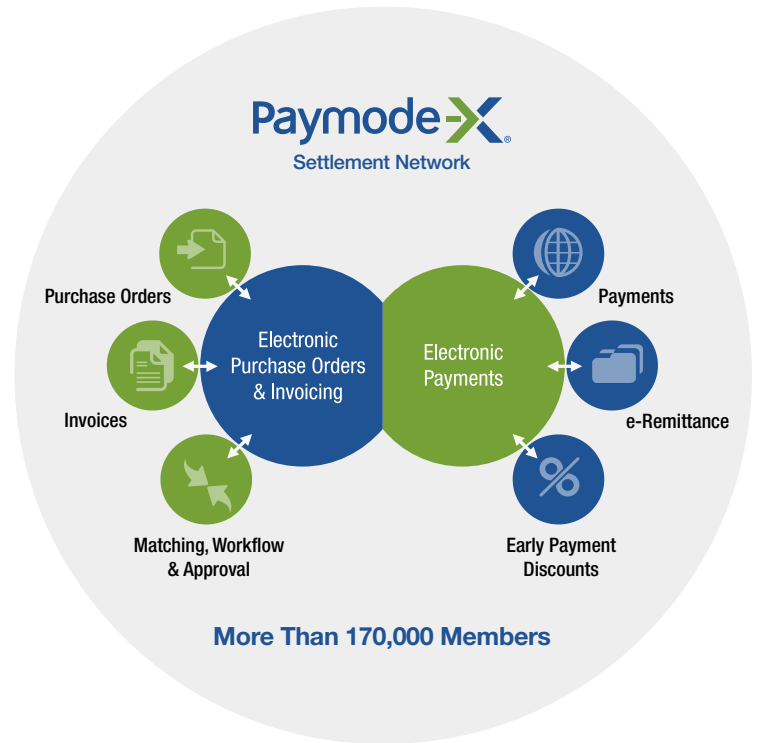 Paymode-X®
Settlement Network
Purchase Orders
Invoices
Matching, Workflow
& Approval
Electronic
Purchase Orders
& Invoicing
Electronic
Payments
Payments
e-Remittance
Early Payment
Discounts
More Than 170,000 Members